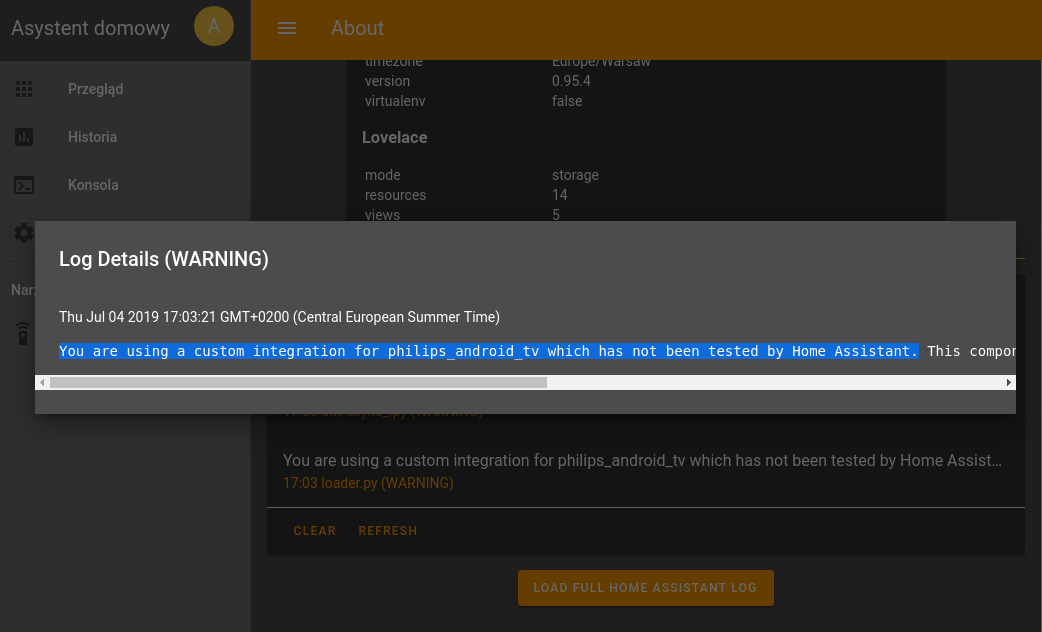 Asystent domowy
A
About
Przegląd
Historia
Konsola
timezone Europe/Warsaw
version 0.95.4
virtualenv false
Lovelace
mode storage
resources 14
views 5
Log Details (WARNING)
Thu Jul 04 2019 17:03:21 GMT+0200 (Central European Summer Time)
You are using a custom integration for philips_android_tv which has not been tested by Home Assistant. This compor
You are using a custom integration for philips_android_tv which has not been tested by Home Assist…
17:03 loader.py (WARNING)
CLEAR REFRESH
LOAD FULL HOME ASSISTANT LOG